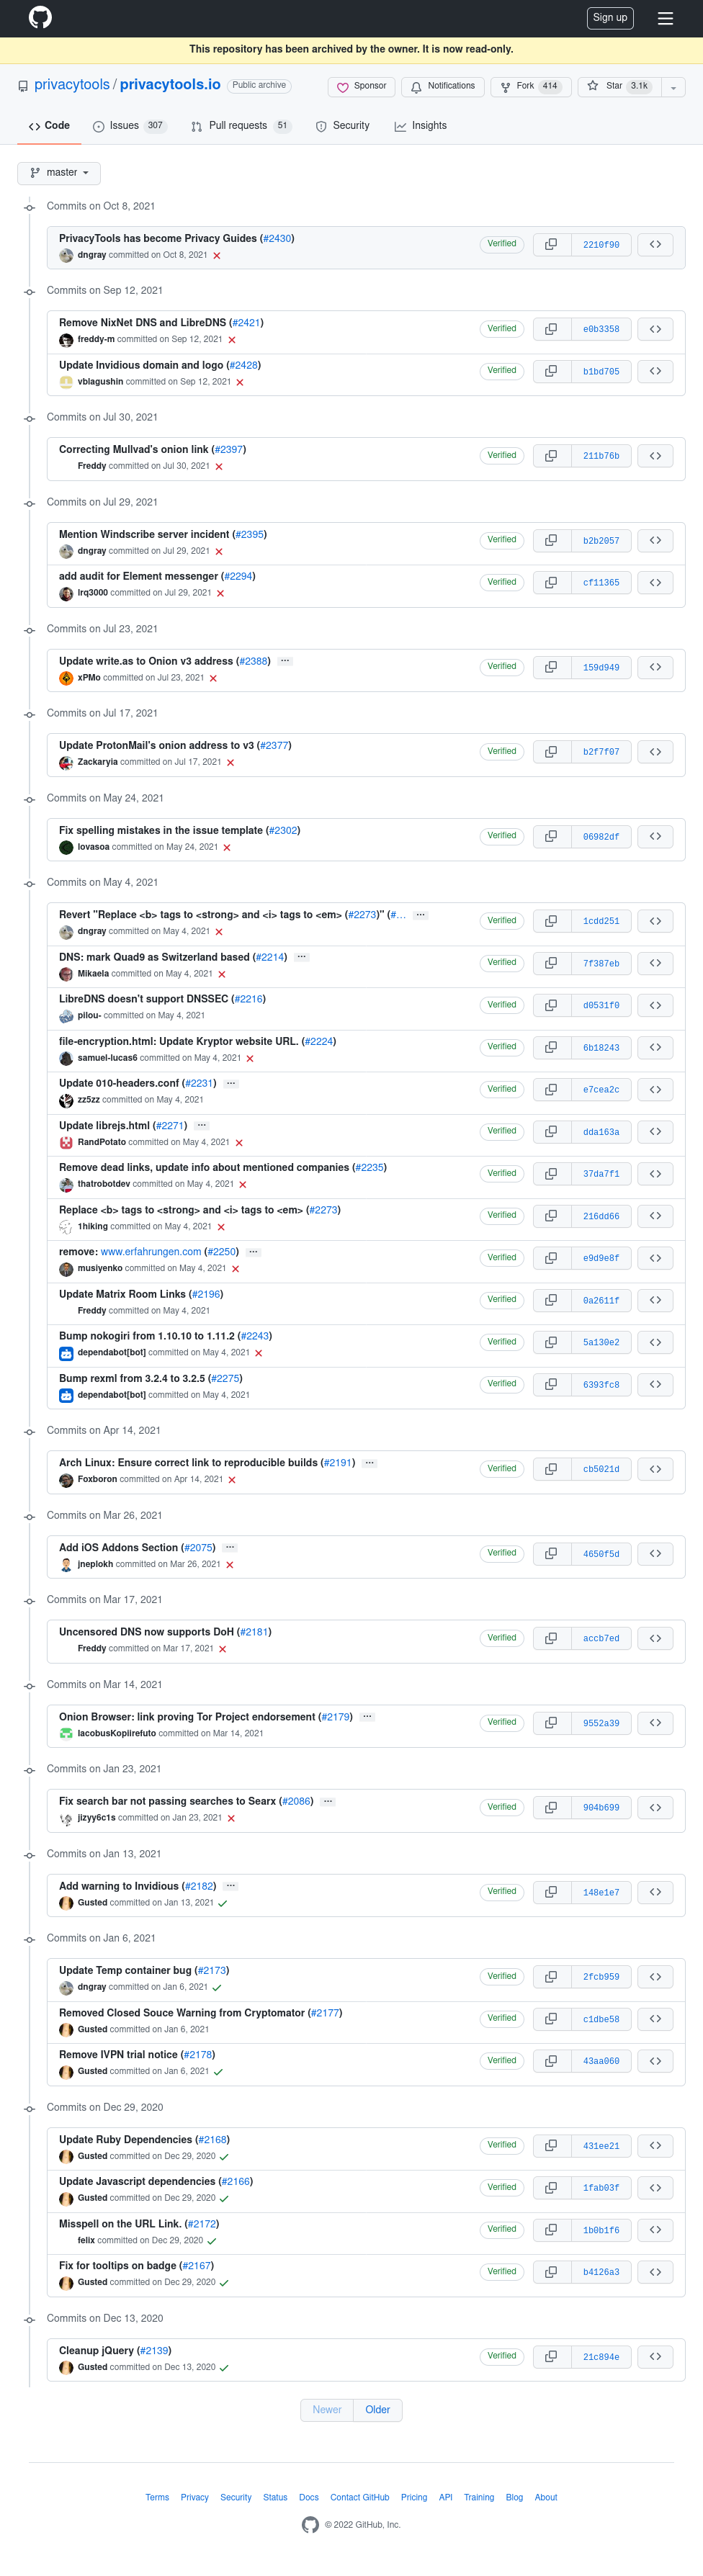 Sign up
This repository has been archived by the owner. It is now read-only.
privacytools / privacytools.io Public archive
Sponsor Notifications Fork 414 Star 3.1k
Code Issues 307 Pull requests 51 Security Insights
master
Commits on Oct 8, 2021
PrivacyTools has become Privacy Guides (#2430)
dngray committed on Oct 8, 2021
Verified 2210f90
Commits on Sep 12, 2021
Remove NixNet DNS and LibreDNS (#2421)
freddy-m committed on Sep 12, 2021
Verified e0b3358
Update Invidious domain and logo (#2428)
vblagushin committed on Sep 12, 2021
Verified b1bd705
Commits on Jul 30, 2021
Correcting Mullvad's onion link (#2397)
Freddy committed on Jul 30, 2021
Verified 211b76b
Commits on Jul 29, 2021
Mention Windscribe server incident (#2395)
dngray committed on Jul 29, 2021
Verified b2b2057
add audit for Element messenger (#2294)
lrq3000 committed on Jul 29, 2021
Verified cf11365
Commits on Jul 23, 2021
Update write.as to Onion v3 address (#2388) …
xPMo committed on Jul 23, 2021
Verified 159d949
Commits on Jul 17, 2021
Update ProtonMail's onion address to v3 (#2377)
Zackaryia committed on Jul 17, 2021
Verified b2f7f07
Commits on May 24, 2021
Fix spelling mistakes in the issue template (#2302)
lovasoa committed on May 24, 2021
Verified 06982df
Commits on May 4, 2021
Revert "Replace <b> tags to <strong> and <i> tags to <em> (#2273)" (#… …
dngray committed on May 4, 2021
Verified 1cdd251
DNS: mark Quad9 as Switzerland based (#2214) …
Mikaela committed on May 4, 2021
Verified 7f387eb
LibreDNS doesn't support DNSSEC (#2216)
pilou- committed on May 4, 2021
Verified d0531f0
file-encryption.html: Update Kryptor website URL. (#2224)
samuel-lucas6 committed on May 4, 2021
Verified 6b18243
Update 010-headers.conf (#2231) …
zz5zz committed on May 4, 2021
Verified e7cea2c
Update librejs.html (#2271) …
RandPotato committed on May 4, 2021
Verified dda163a
Remove dead links, update info about mentioned companies (#2235)
thatrobotdev committed on May 4, 2021
Verified 37da7f1
Replace <b> tags to <strong> and <i> tags to <em> (#2273)
1hiking committed on May 4, 2021
Verified 216dd66
remove: www.erfahrungen.com (#2250) …
musiyenko committed on May 4, 2021
Verified e9d9e8f
Update Matrix Room Links (#2196)
Freddy committed on May 4, 2021
Verified 0a2611f
Bump nokogiri from 1.10.10 to 1.11.2 (#2243)
dependabot[bot] committed on May 4, 2021
Verified 5a130e2
Bump rexml from 3.2.4 to 3.2.5 (#2275)
dependabot[bot] committed on May 4, 2021
Verified 6393fc8
Commits on Apr 14, 2021
Arch Linux: Ensure correct link to reproducible builds (#2191) …
Foxboron committed on Apr 14, 2021
Verified cb5021d
Commits on Mar 26, 2021
Add iOS Addons Section (#2075) …
jneplokh committed on Mar 26, 2021
Verified 4650f5d
Commits on Mar 17, 2021
Uncensored DNS now supports DoH (#2181)
Freddy committed on Mar 17, 2021
Verified accb7ed
Commits on Mar 14, 2021
Onion Browser: link proving Tor Project endorsement (#2179) …
IacobusKopiirefuto committed on Mar 14, 2021
Verified 9552a39
Commits on Jan 23, 2021
Fix search bar not passing searches to Searx (#2086) …
jizyy6c1s committed on Jan 23, 2021
Verified 904b699
Commits on Jan 13, 2021
Add warning to Invidious (#2182) …
Gusted committed on Jan 13, 2021
Verified 148e1e7
Commits on Jan 6, 2021
Update Temp container bug (#2173)
dngray committed on Jan 6, 2021
Verified 2fcb959
Removed Closed Souce Warning from Cryptomator (#2177)
Gusted committed on Jan 6, 2021
Verified c1dbe58
Remove IVPN trial notice (#2178)
Gusted committed on Jan 6, 2021
Verified 43aa060
Commits on Dec 29, 2020
Update Ruby Dependencies (#2168)
Gusted committed on Dec 29, 2020
Verified 431ee21
Update Javascript dependencies (#2166)
Gusted committed on Dec 29, 2020
Verified 1fab03f
Misspell on the URL Link. (#2172)
felix committed on Dec 29, 2020
Verified 1b0b1f6
Fix for tooltips on badge (#2167)
Gusted committed on Dec 29, 2020
Verified b4126a3
Commits on Dec 13, 2020
Cleanup jQuery (#2139)
Gusted committed on Dec 13, 2020
Verified 21c894e
Newer Older
Terms Privacy Security Status Docs Contact GitHub Pricing API Training Blog About
© 2022 GitHub, Inc.